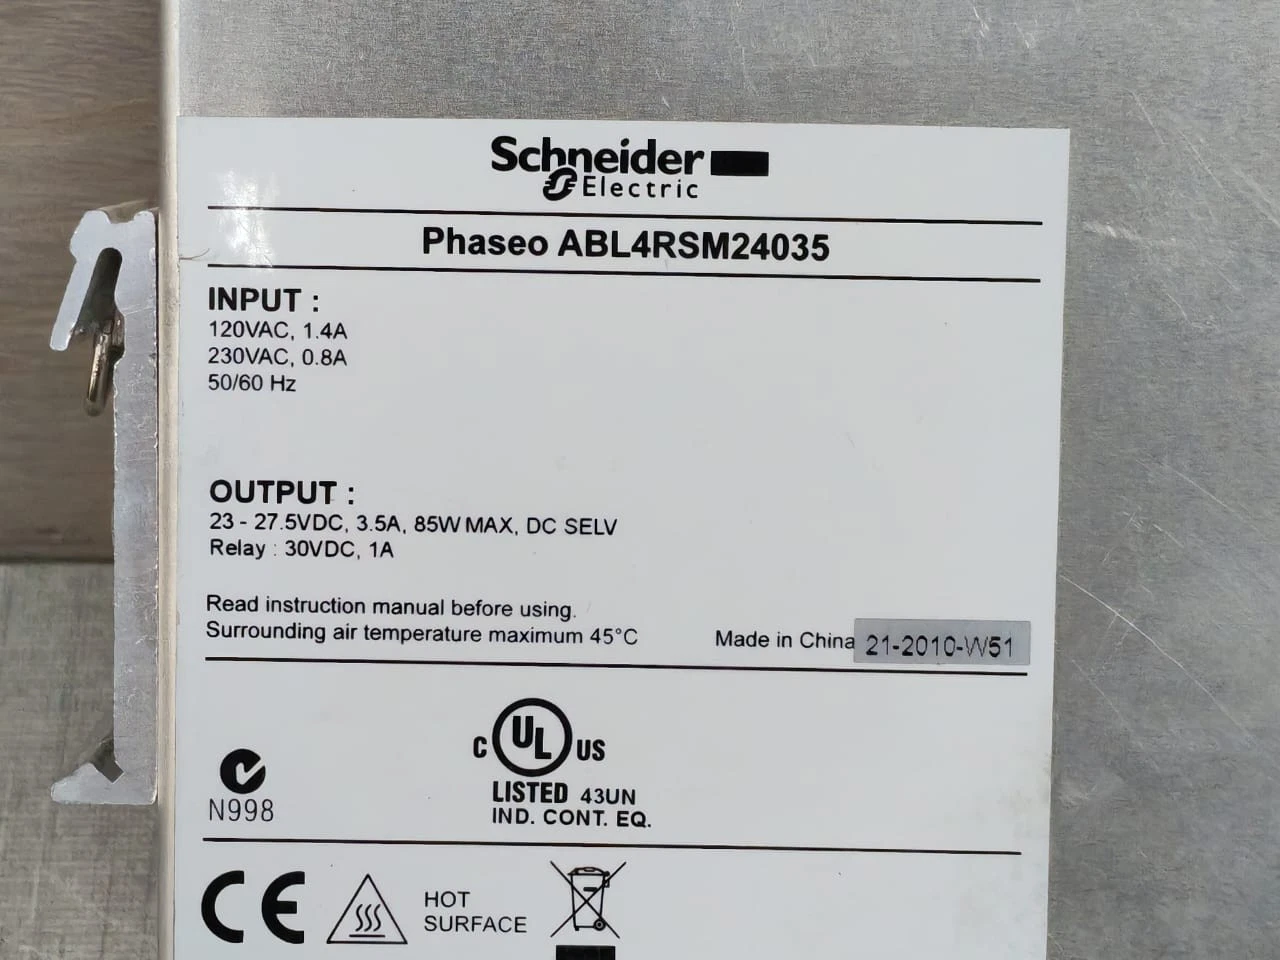 Schneider
Electric
Phaseo ABL4RSM24035
INPUT :
120VAC, 1.4A
230VAC, 0.8A
50/60 Hz
OUTPUT :
23 - 27.5VDC, 3.5A, 85W MAX, DC SELV
Relay : 30VDC, 1A
Read instruction manual before using.
Surrounding air temperature maximum 45°C
Made in China 21-2010-W51
N998
C UL US
LISTED 43UN
IND. CONT. EQ.
CE
HOT
SURFACE